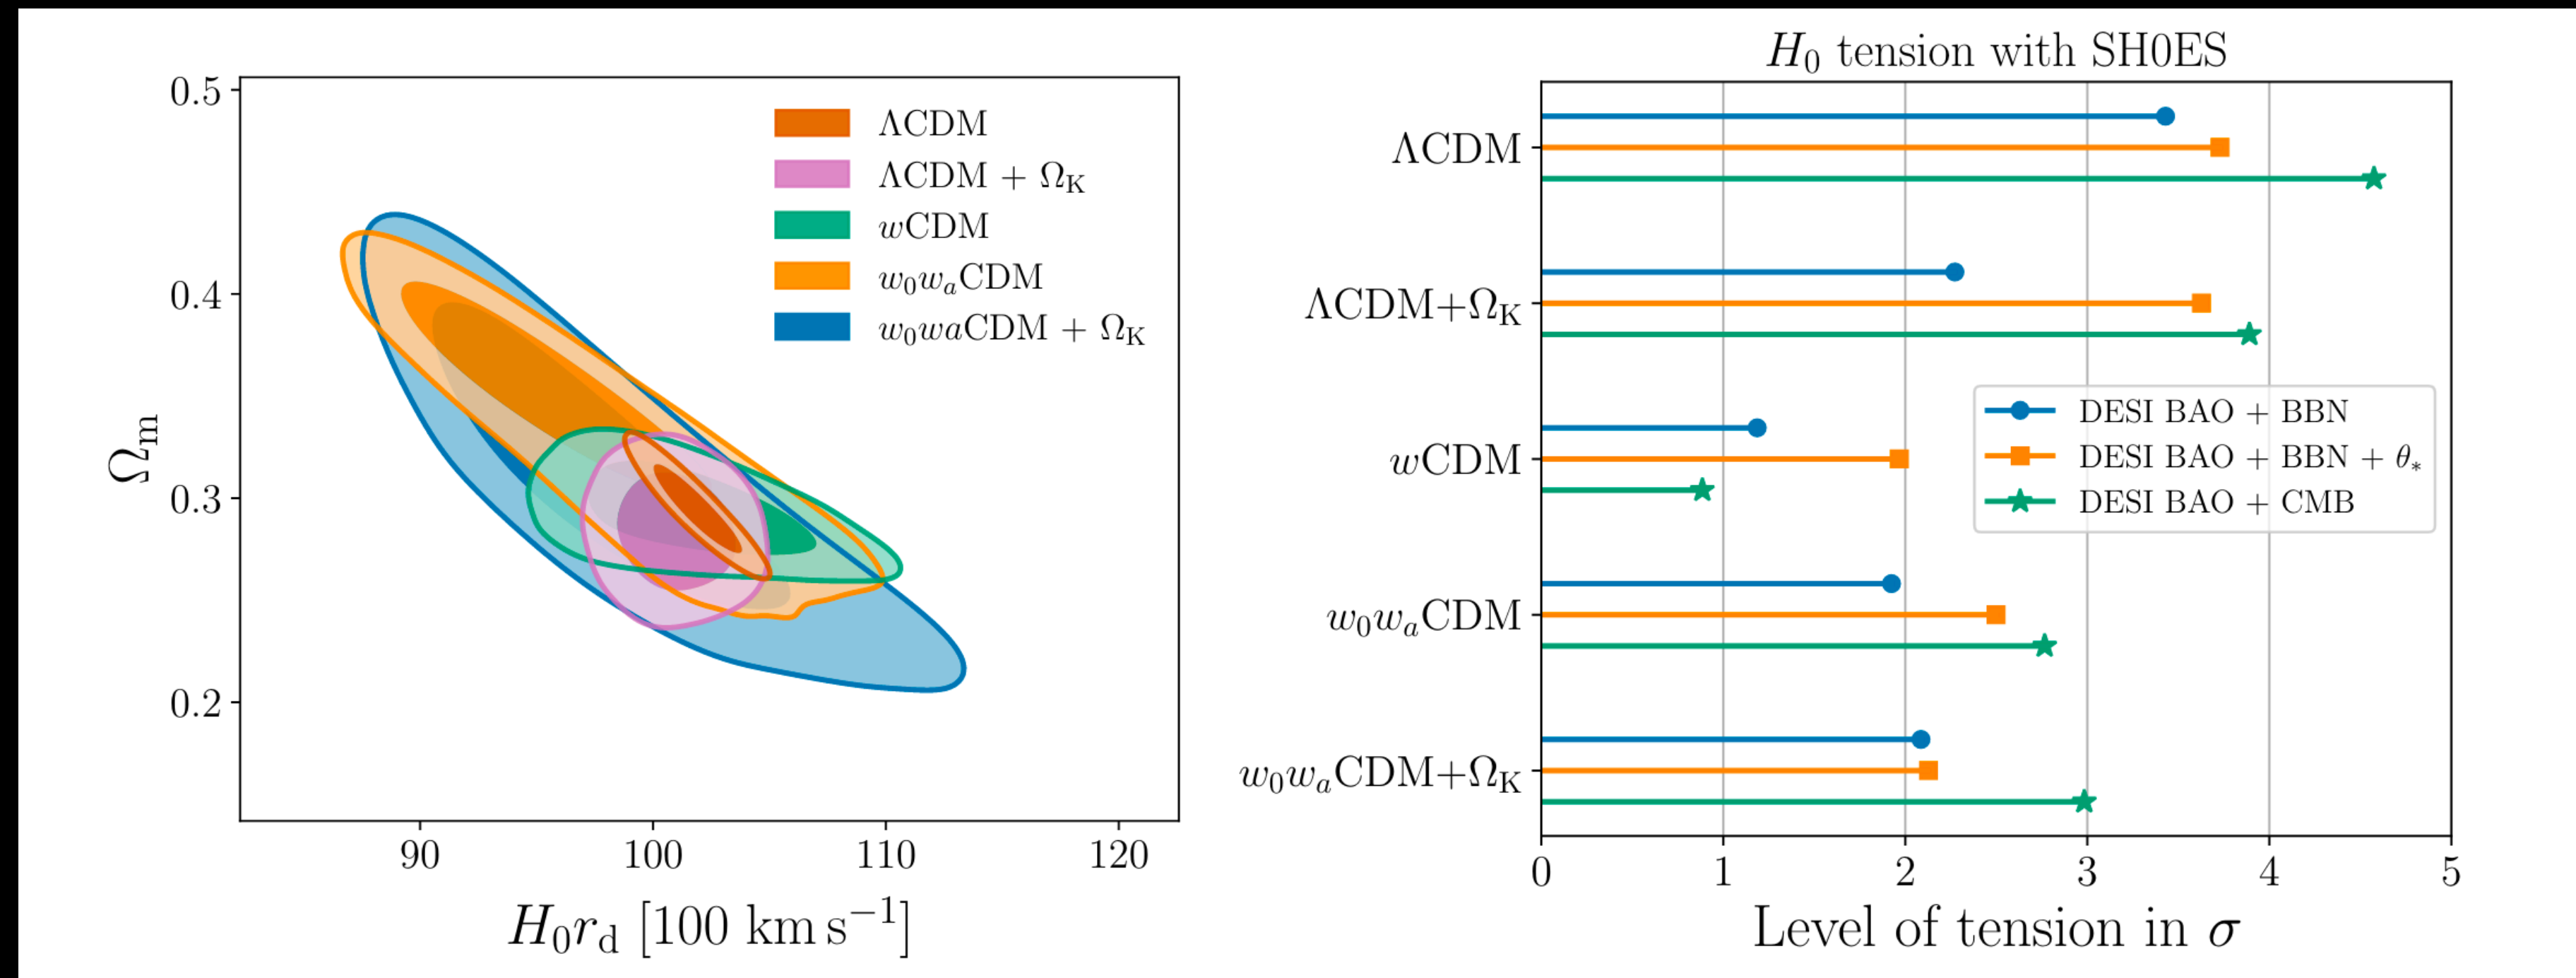 0.5
0.4
0.3
0.2
Ωm
ΛCDM
ΛCDM + ΩK
wCDM
w0waCDM
w0waCDM + ΩK
90 100 110 120
H0rd [100 km s−1]
H0 tension with SH0ES
ΛCDM
ΛCDM+ΩK
wCDM
w0waCDM
w0waCDM+ΩK
DESI BAO + BBN
DESI BAO + BBN + θ*
DESI BAO + CMB
0 1 2 3 4 5
Level of tension in σ